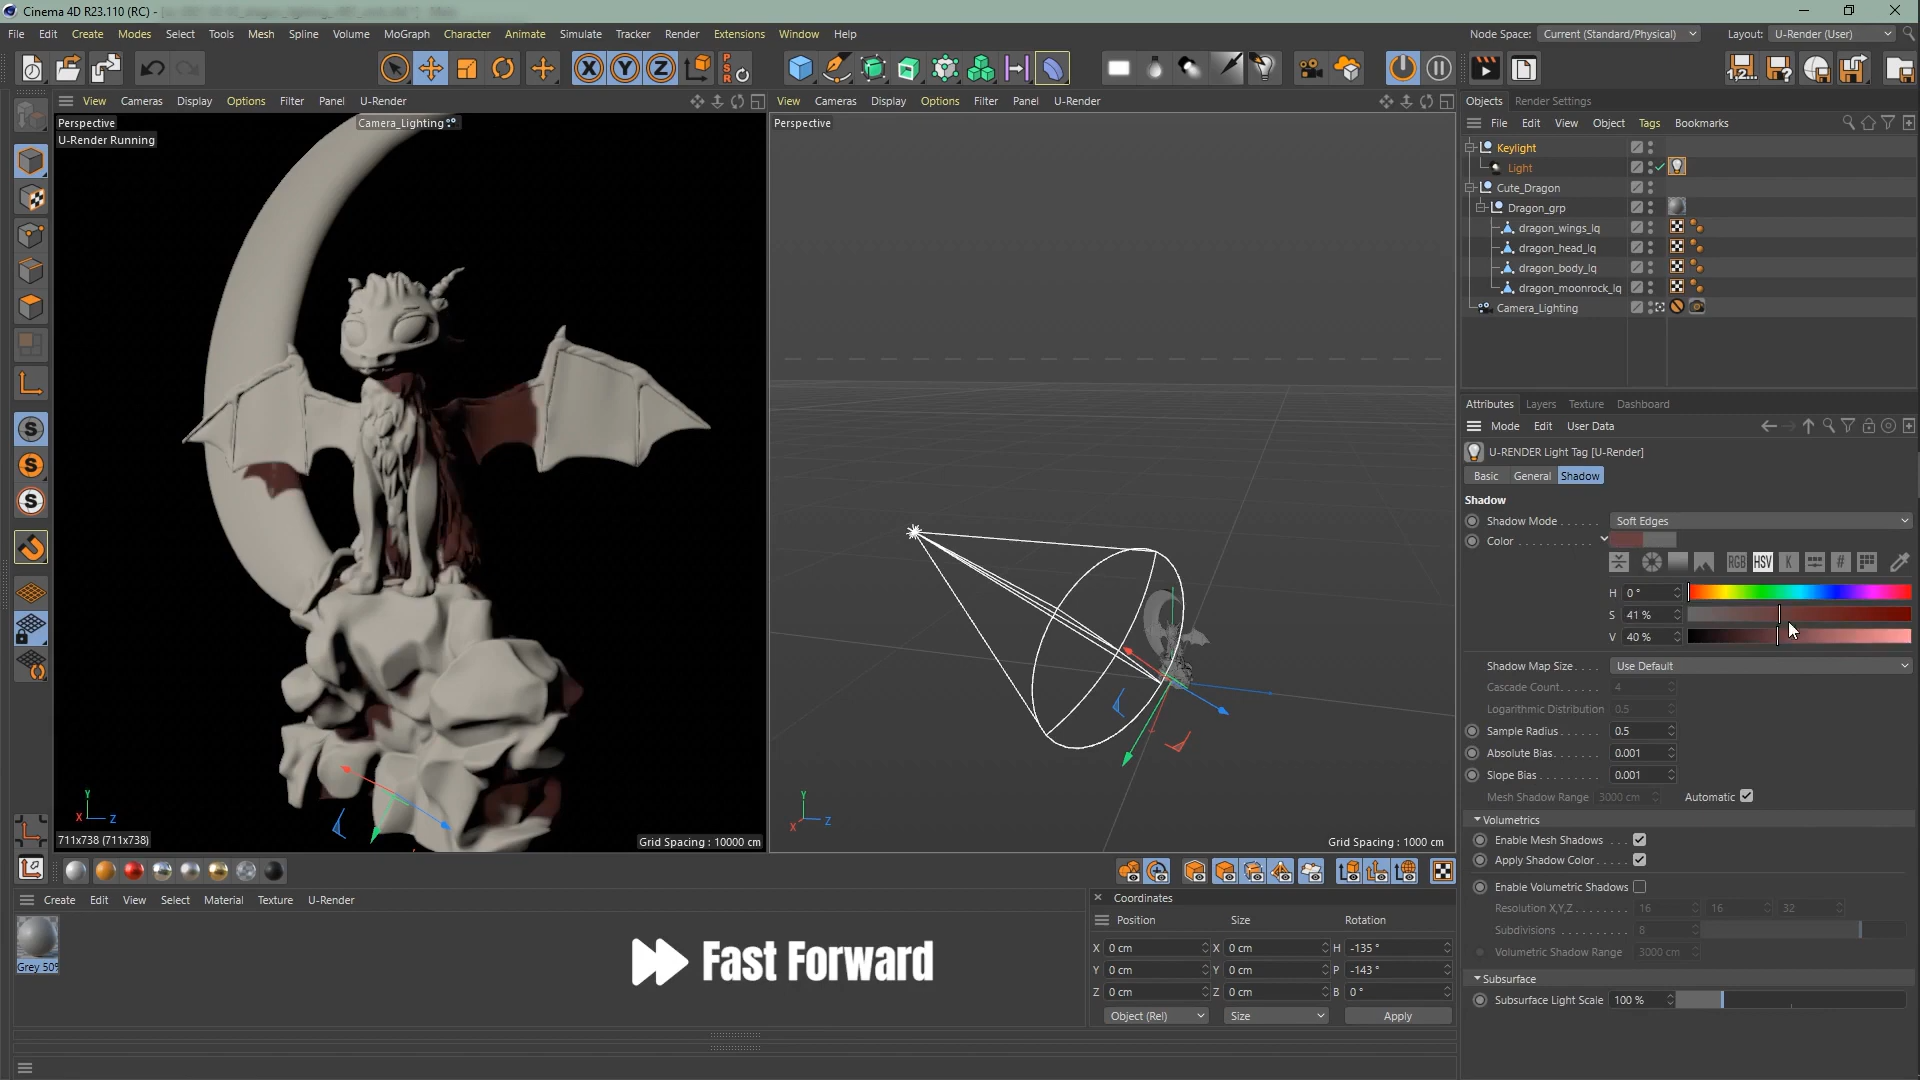 Cinema 4D R23.110 (RC) -
File Edit Create Modes Select Tools Mesh Spline Volume MoGraph Character Animate Simulate Tracker Render Extensions Window Help
Node Space: Current (Standard/Physical) Layout: U-Render (User)
X Y Z PSR
1,2...
View Cameras Display Options Filter Panel U-Render
View Cameras Display Options Filter Panel U-Render
Objects Render Settings
Perspective Camera_Lighting
U-Render Running
Perspective
File Edit View Object Tags Bookmarks
Keylight
Light
Cute_Dragon
Dragon_grp
dragon_wings_lq
dragon_head_lq
dragon_body_lq
dragon_moonrock_lq
Camera_Lighting
Attributes Layers Texture Dashboard
Mode Edit User Data
U-RENDER Light Tag [U-Render]
Basic General Shadow
Shadow
Shadow Mode . . . . . . Soft Edges
Color . . . . . . . . . . .
RGB HSV K #
H 0 °
S 41 %
V 40 %
Shadow Map Size . . . . Use Default
Cascade Count . . . . . . 4
Logarithmic Distribution 0.5
Sample Radius . . . . . . 0.5
Absolute Bias . . . . . . . 0.001
Slope Bias . . . . . . . . . 0.001
Mesh Shadow Range 3000 cm Automatic
Volumetrics
Enable Mesh Shadows . . .
Apply Shadow Color . . . . .
Enable Volumetric Shadows
Resolution X,Y,Z . . . . . . . . 16 16 32
Subdivisions . . . . . . . . . . 8
Volumetric Shadow Range 3000 cm
Subsurface
Subsurface Light Scale 100 %
Y
X Z
711x738 (711x738)
Grid Spacing : 10000 cm
Y
X Z
Grid Spacing : 1000 cm
Create Edit View Select Material Texture U-Render
Grey 50%
Fast Forward
Coordinates
Position Size Rotation
X 0 cm X 0 cm H -135 °
Y 0 cm Y 0 cm P -143 °
Z 0 cm Z 0 cm B 0 °
Object (Rel) Size Apply